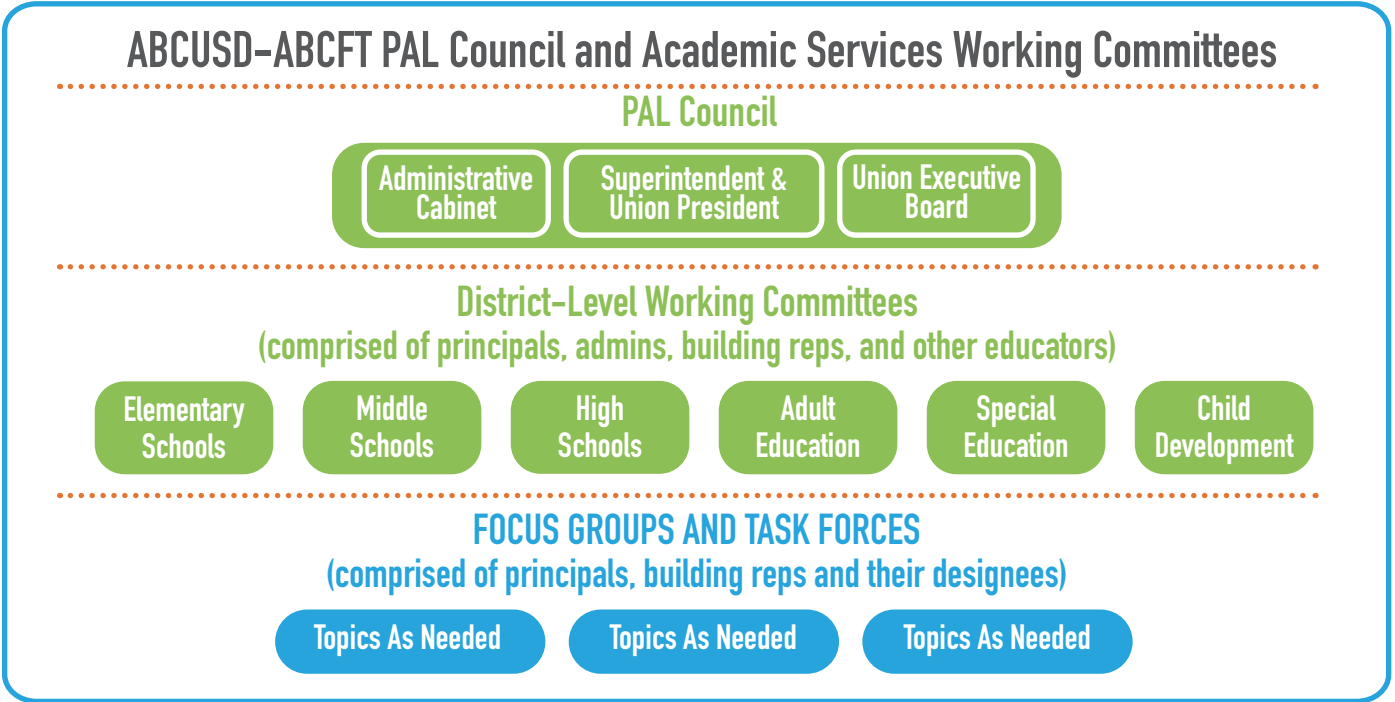 ABCUSD–ABCFT PAL Council and Academic Services Working Committees
PAL Council
Administrative
Cabinet
Superintendent &
Union President
Union Executive
Board
District–Level Working Committees
(comprised of principals, admins, building reps, and other educators)
Elementary
Schools
Middle
Schools
High
Schools
Adult
Education
Special
Education
Child
Development
FOCUS GROUPS AND TASK FORCES
(comprised of principals, building reps and their designees)
Topics As Needed
Topics As Needed
Topics As Needed